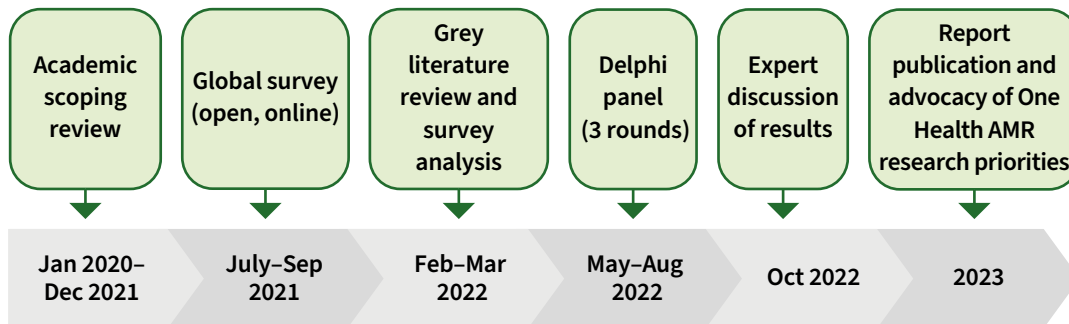 Academic
scoping
review
Global survey
(open, online)
Grey
literature
review and
survey
analysis
Delphi
panel
(3 rounds)
Expert
discussion
of results
Report
publication and
advocacy of One
Health AMR
research priorities
Jan 2020–
Dec 2021
July–Sep
2021
Feb–Mar
2022
May–Aug
2022
Oct 2022
2023